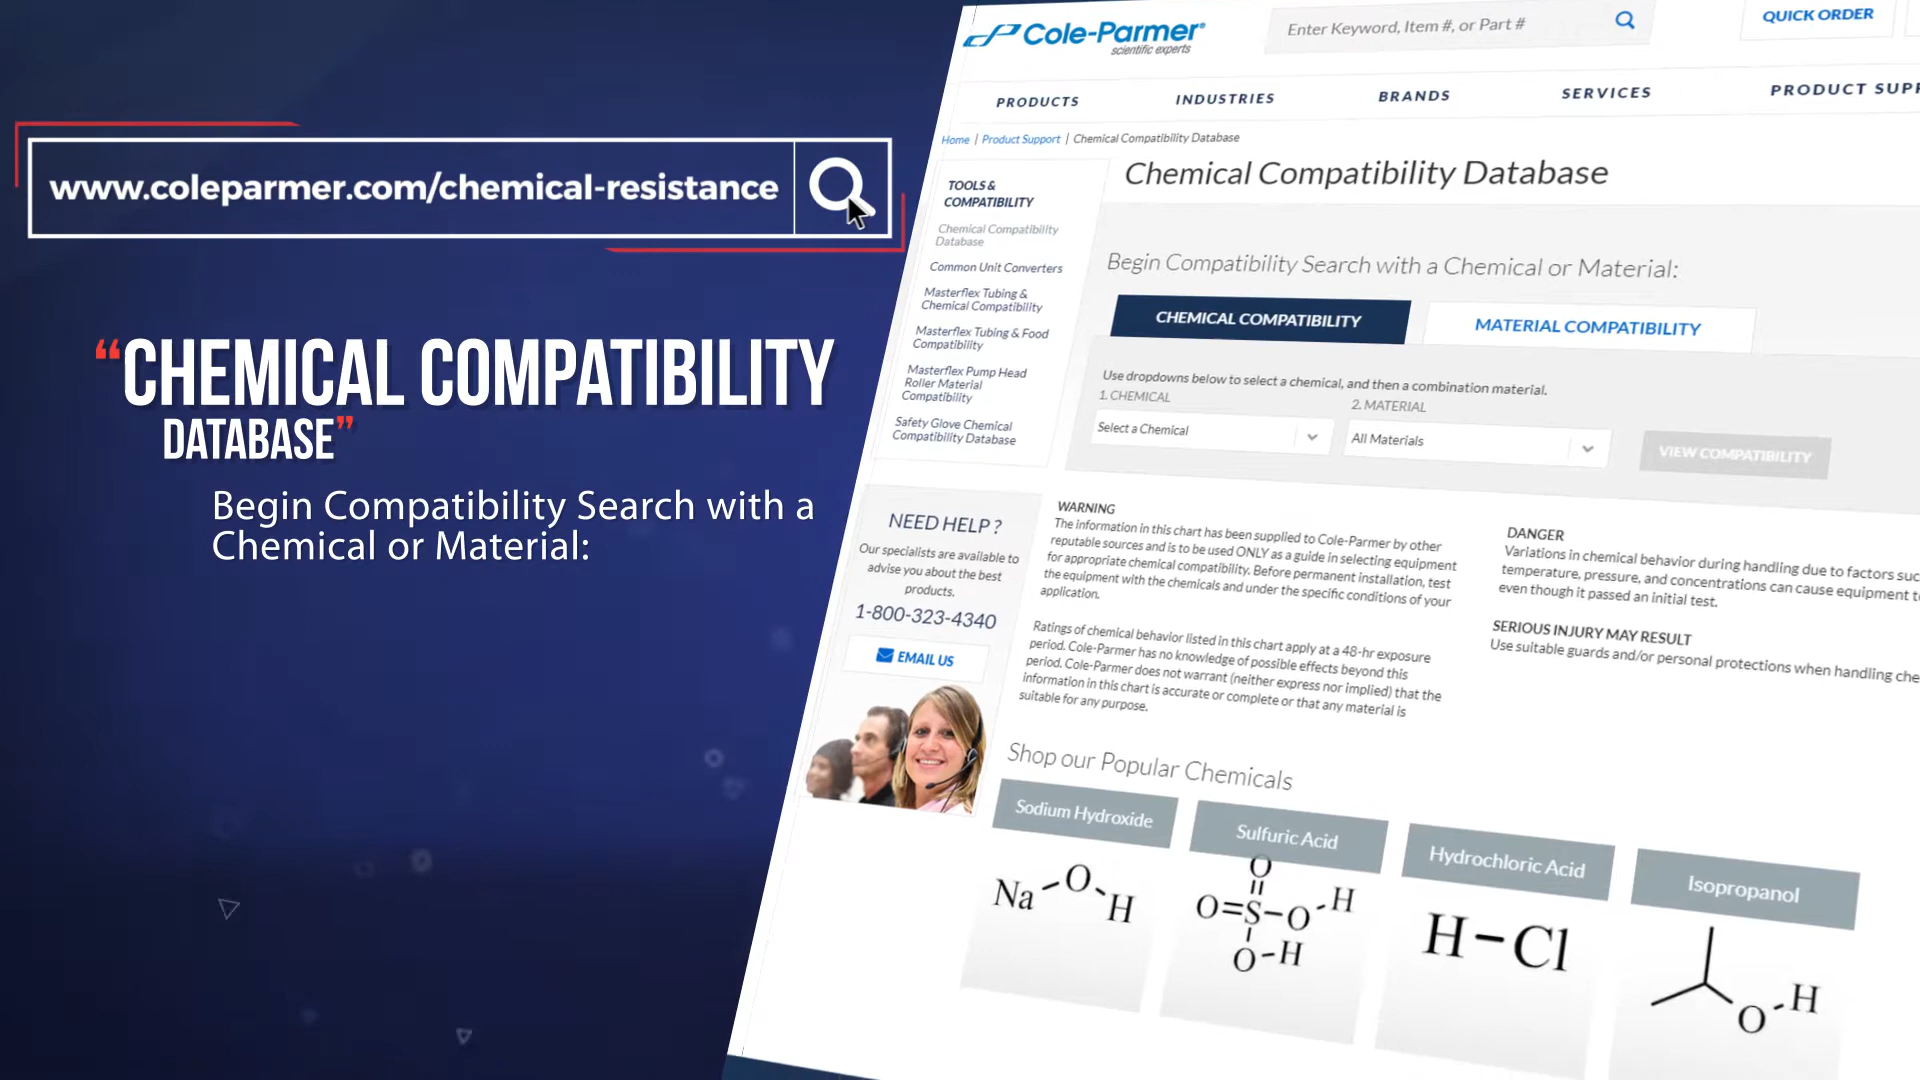 www.coleparmer.com/chemical-resistance
“CHEMICAL COMPATIBILITY
DATABASE”
Begin Compatibility Search with a
Chemical or Material:
Cole-Parmer®
scientific experts
Enter Keyword, Item #, or Part #
QUICK ORDER
PRODUCTS
INDUSTRIES
BRANDS
SERVICES
PRODUCT SUPP
Home | Product Support | Chemical Compatibility Database
TOOLS &
COMPATIBILITY
Chemical Compatibility
Database
Common Unit Converters
Masterflex Tubing &
Chemical Compatibility
Masterflex Tubing & Food
Compatibility
Masterflex Pump Head
Roller Material
Compatibility
Safety Glove Chemical
Compatibility Database
NEED HELP ?
Our specialists are available to
advise you about the best
products.
1-800-323-4340
EMAIL US
Chemical Compatibility Database
Begin Compatibility Search with a Chemical or Material:
CHEMICAL COMPATIBILITY
MATERIAL COMPATIBILITY
Use dropdowns below to select a chemical, and then a combination material.
1. CHEMICAL
2. MATERIAL
Select a Chemical
All Materials
VIEW COMPATIBILITY
WARNING
The information in this chart has been supplied to Cole-Parmer by other
reputable sources and is to be used ONLY as a guide in selecting equipment
for appropriate chemical compatibility. Before permanent installation, test
the equipment with the chemicals and under the specific conditions of your
application.
Ratings of chemical behavior listed in this chart apply at a 48-hr exposure
period. Cole-Parmer has no knowledge of possible effects beyond this
period. Cole-Parmer does not warrant (neither express nor implied) that the
information in this chart is accurate or complete or that any material is
suitable for any purpose.
DANGER
Variations in chemical behavior during handling due to factors suc
temperature, pressure, and concentrations can cause equipment t
even though it passed an initial test.
SERIOUS INJURY MAY RESULT
Use suitable guards and/or personal protections when handling che
Shop our Popular Chemicals
Sodium Hydroxide
Sulfuric Acid
Hydrochloric Acid
Isopropanol
Na-O-H
O
O=S-O-H
O-H
H-Cl
O-H